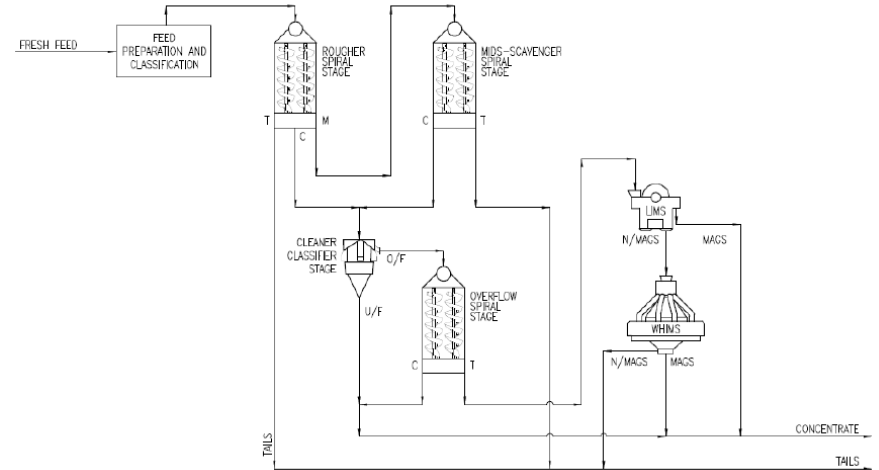 FRESH FEED
FEED
PREPARATION AND
CLASSIFICATION
ROUGHER
SPIRAL
STAGE
T
M
C
MIDS-SCAVENGER
SPIRAL
STAGE
C
T
LIMS
N/MAGS
MAGS
CLEANER
CLASSIFIER
STAGE
O/F
U/F
OVERFLOW
SPIRAL
STAGE
C
T
WHIMS
N/MAGS
MAGS
TAILS
CONCENTRATE
TAILS